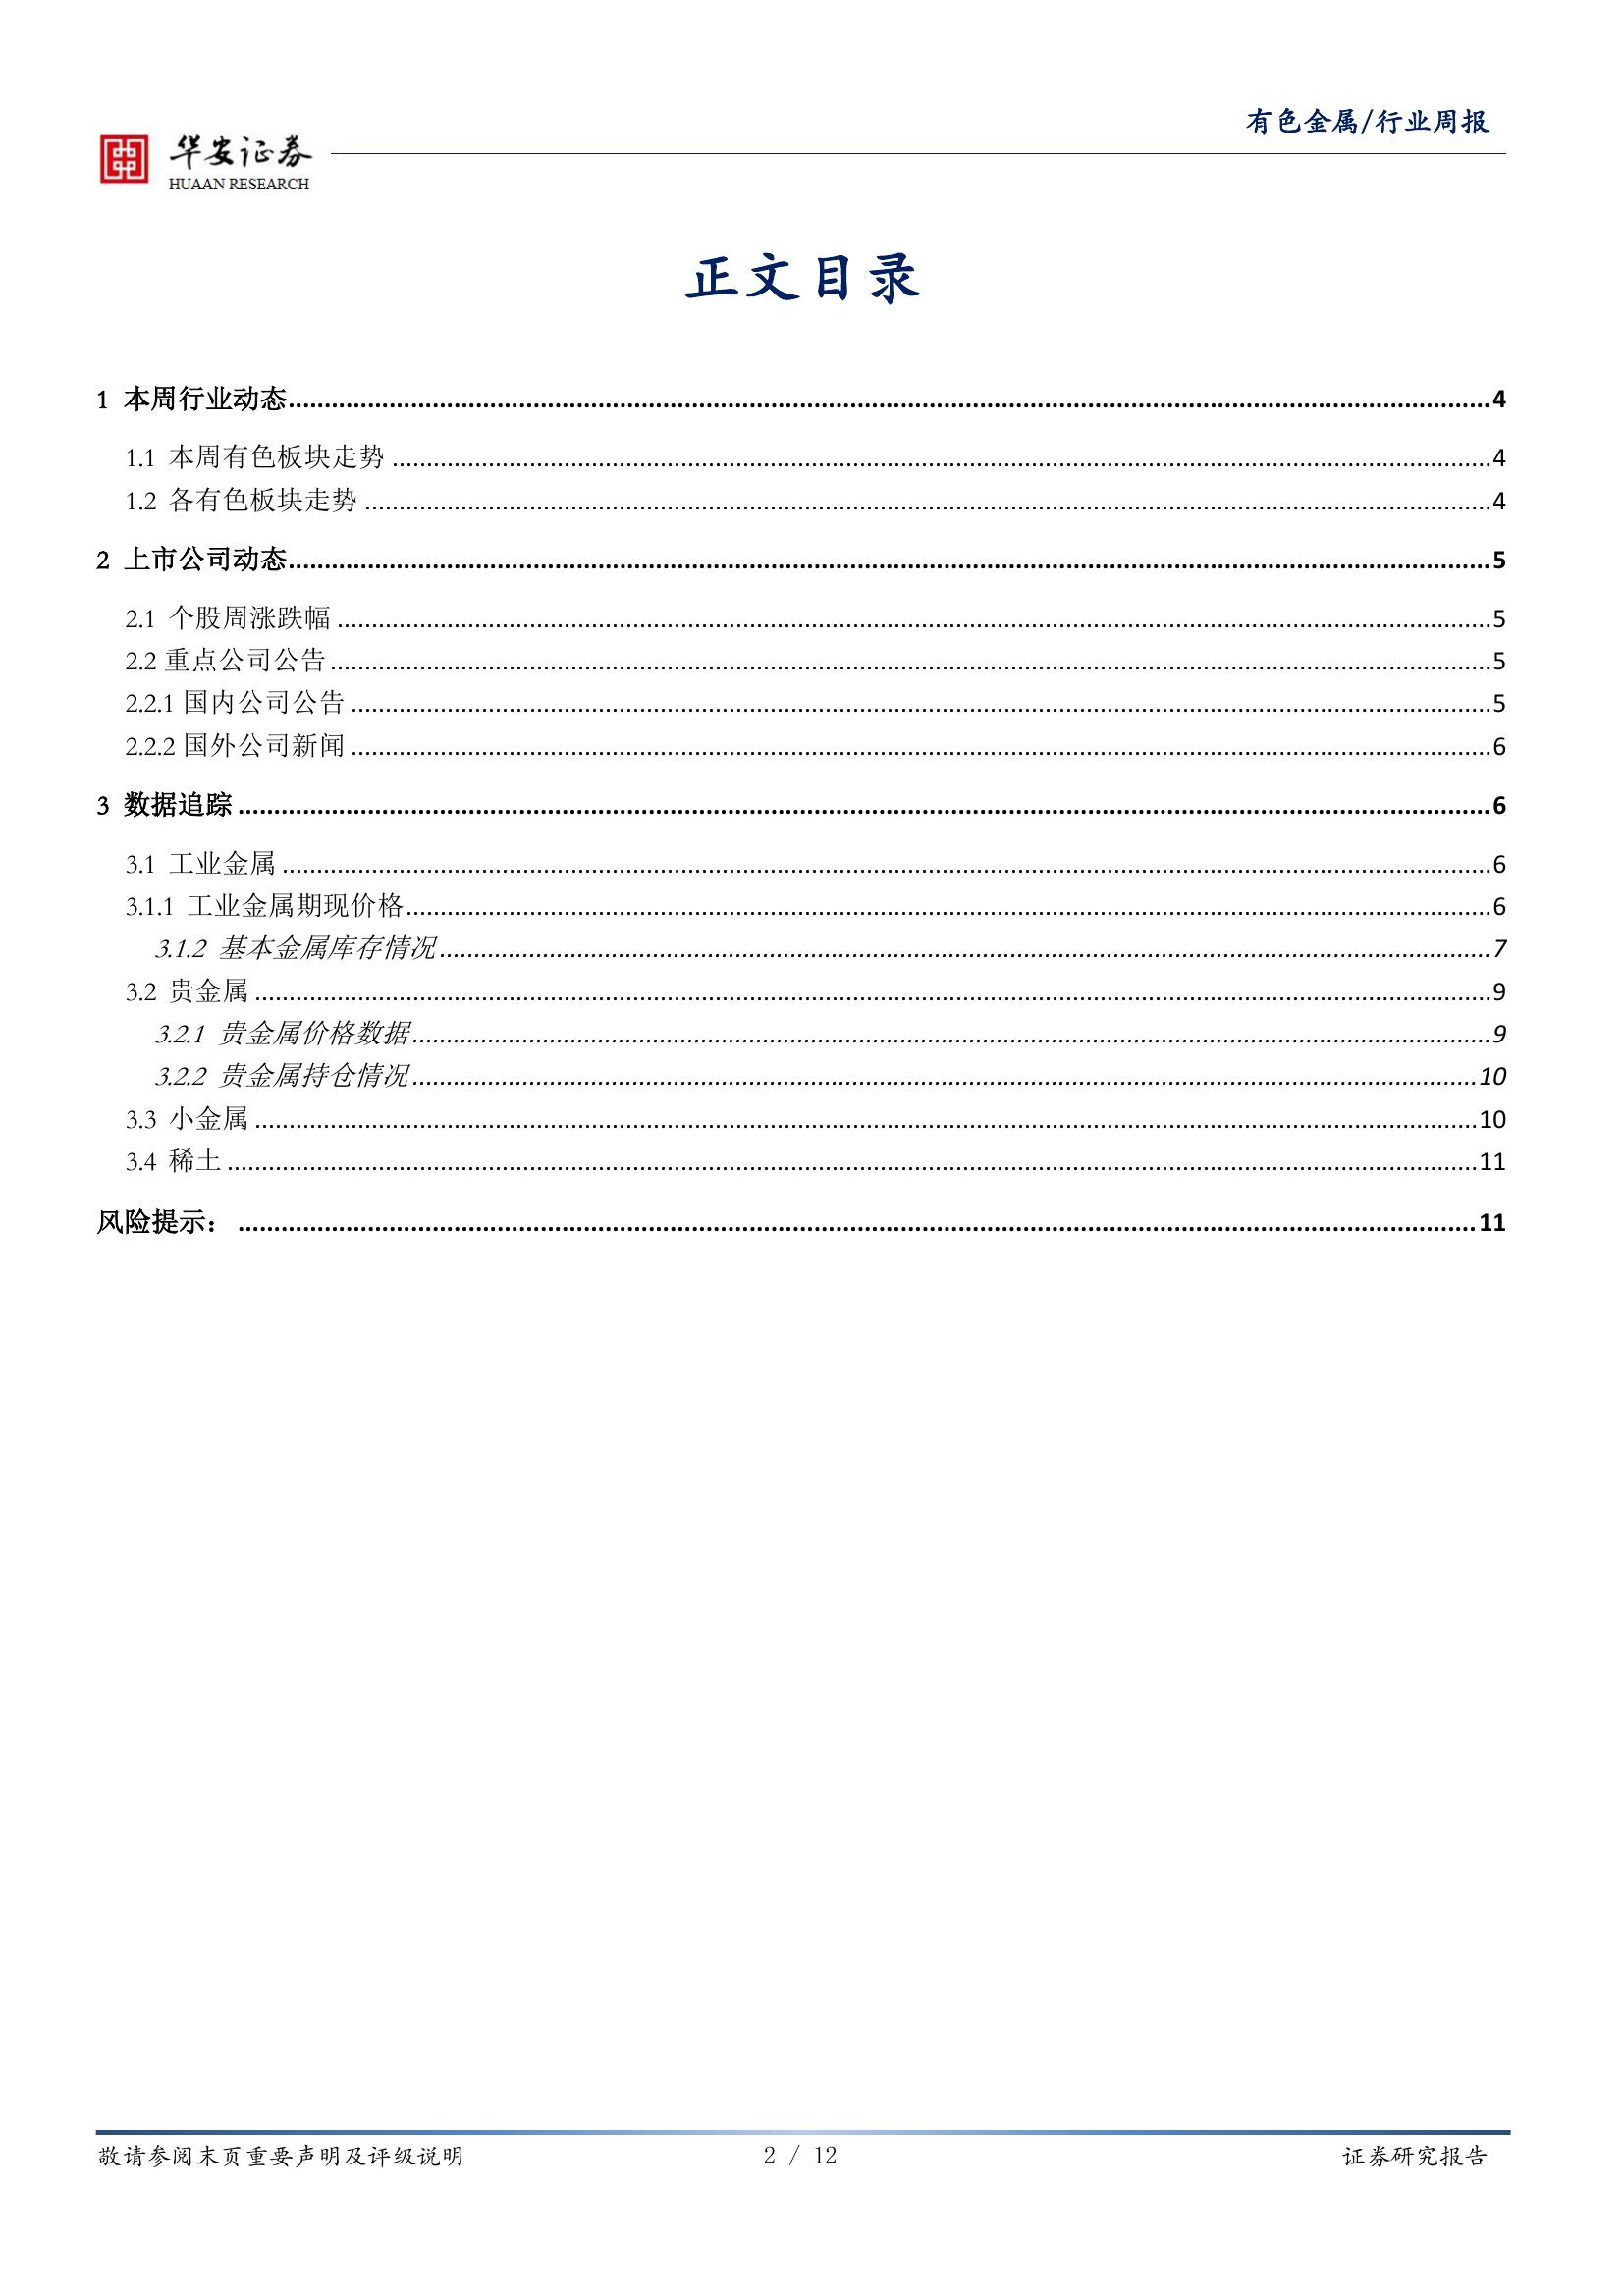 有色金属/行业周报
华安证券
HUAAN RESEARCH
正文目录
1 本周行业动态........................4
1.1 本周有色板块走势........................4
1.2 各有色板块走势........................4
2 上市公司动态........................5
2.1 个股周涨跌幅........................5
2.2重点公司公告........................5
2.2.1国内公司公告........................5
2.2.2国外公司新闻........................6
3 数据追踪........................6
3.1 工业金属........................6
3.1.1 工业金属期现价格........................6
3.1.2 基本金属库存情况........................7
3.2 贵金属........................9
3.2.1 贵金属价格数据........................9
3.2.2 贵金属持仓情况........................10
3.3 小金属........................10
3.4 稀土........................11
风险提示：........................11
敬请参阅末页重要声明及评级说明 2 / 12 证券研究报告